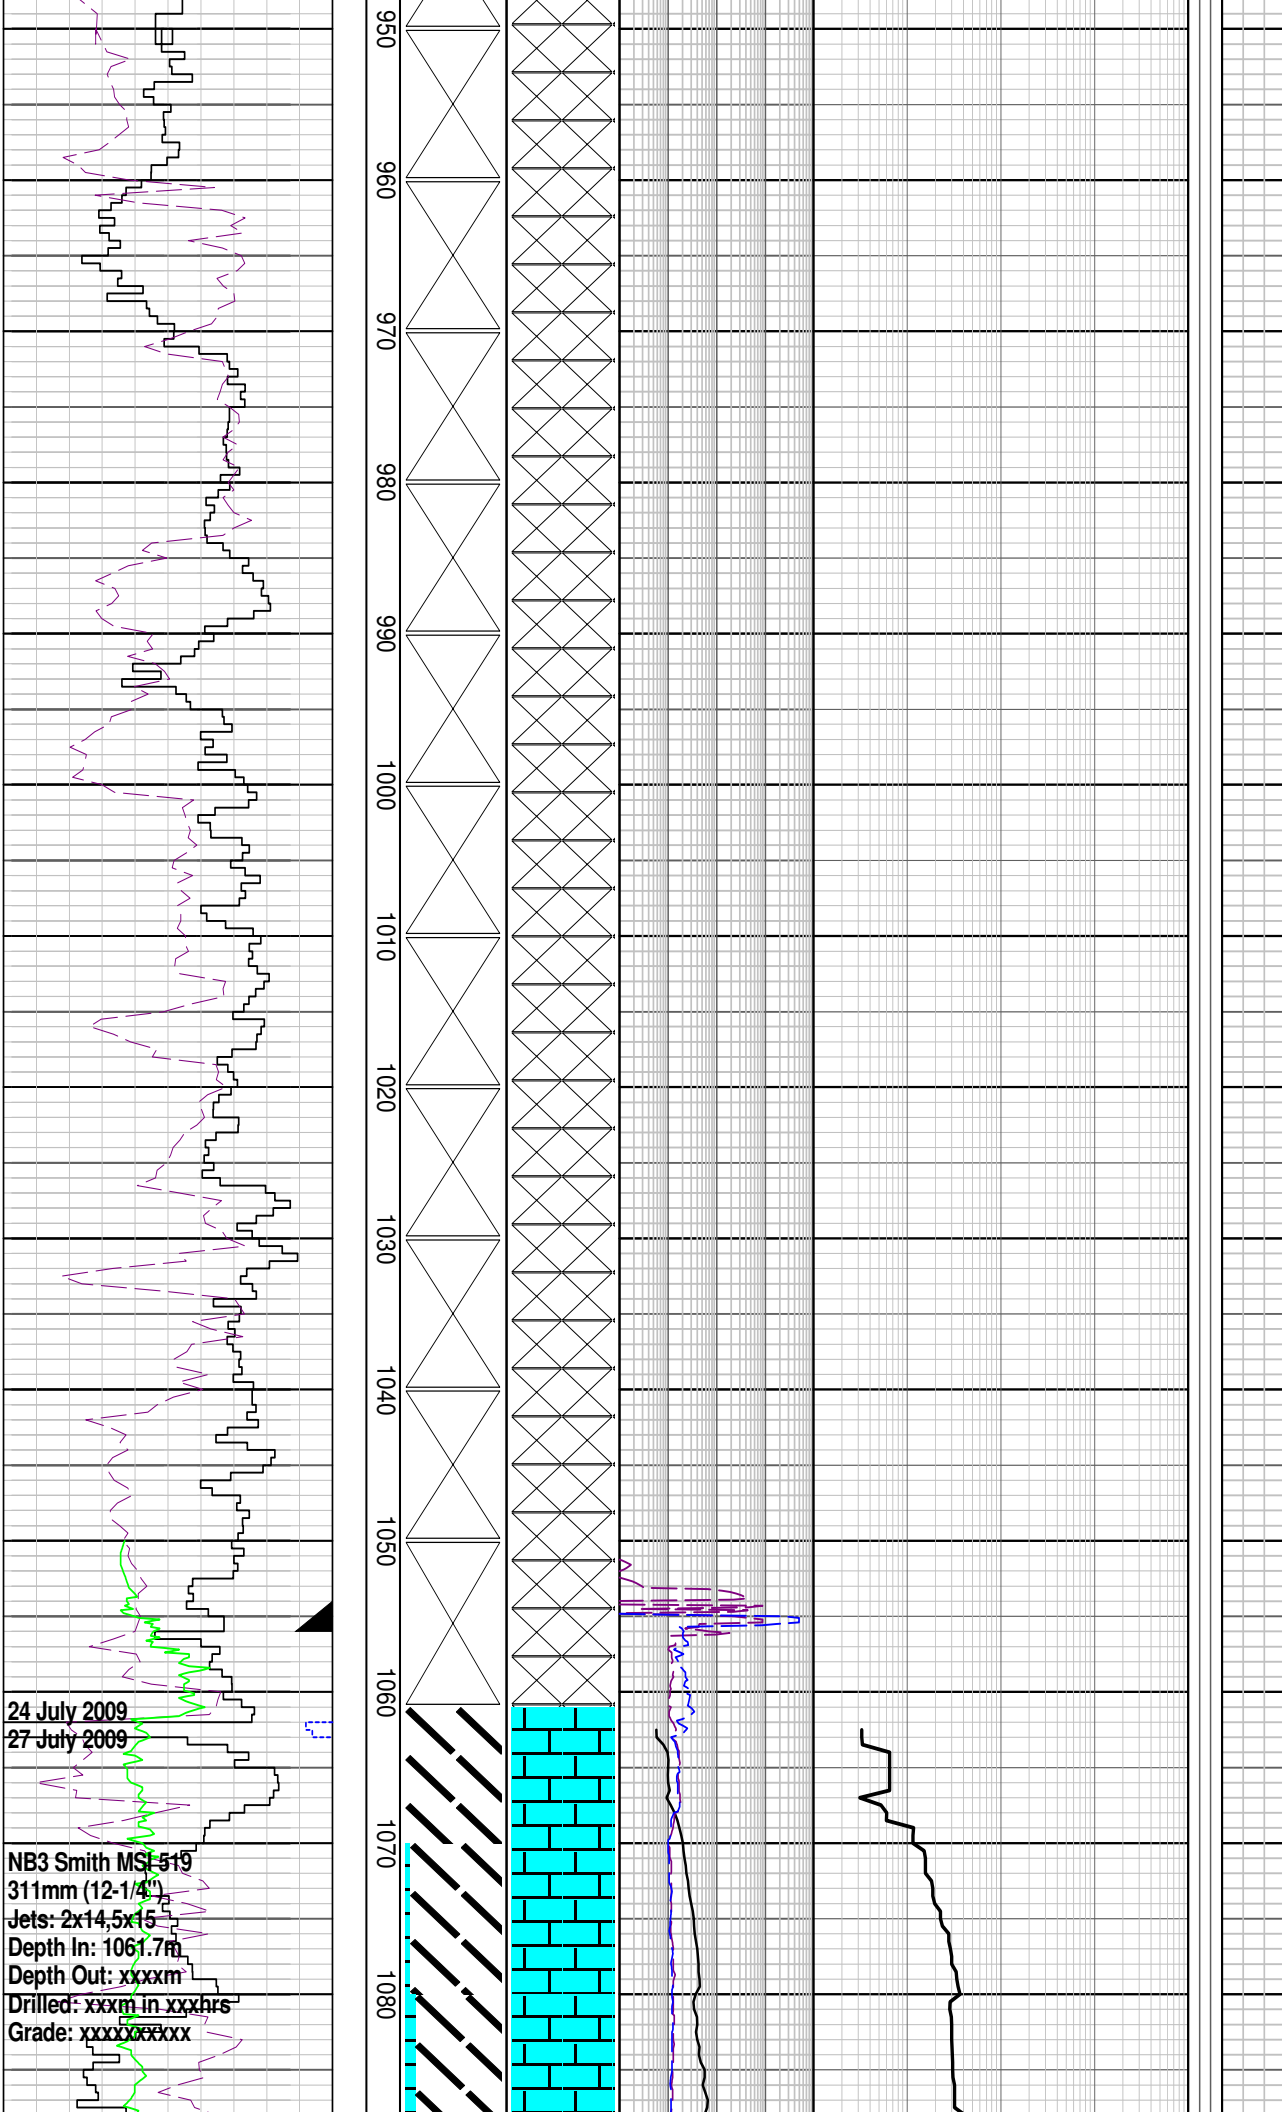 950
960
970
980
990
1000
1010
1020
1030
1040
1050
1060
24 July 2009
27 July 2009
1070
NB3 Smith MSI 519
311mm (12-1/4")
Jets: 2x14,5x15
Depth In: 1061.7m
Depth Out: xxxxm
Drilled: xxxm in xxxhrs
Grade: xxxxxxxxxx
1080